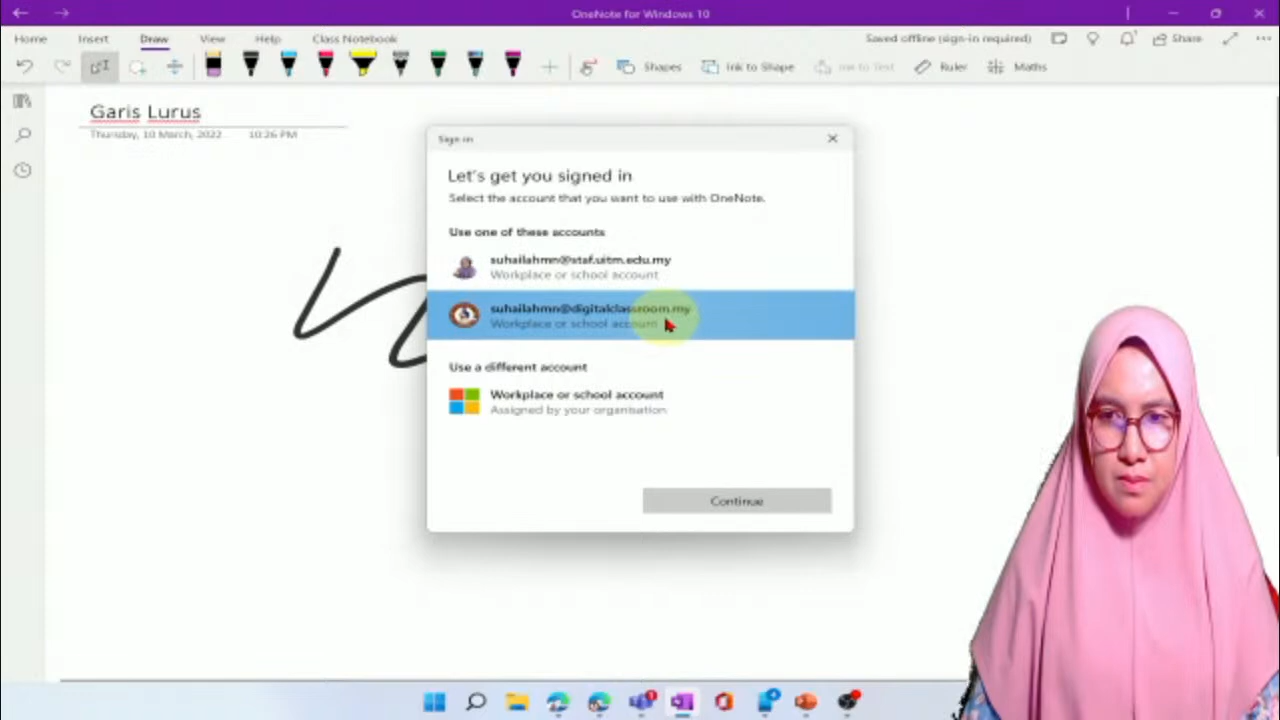 OneNote for Windows 10
Home Insert Draw View Help Class Notebook Saved offline (sign-in required) Share
Shapes Ink to Shape Ink to Text Ruler Maths
Garis Lurus
Thursday, 10 March, 2022 10:26 PM
Sign in
Let's get you signed in
Select the account that you want to use with OneNote.
Use one of these accounts
suhailahmn@staf.uitm.edu.my
Workplace or school account
suhailahmn@digitalclassroom.my
Workplace or school account
Use a different account
Workplace or school account
Assigned by your organisation
Continue